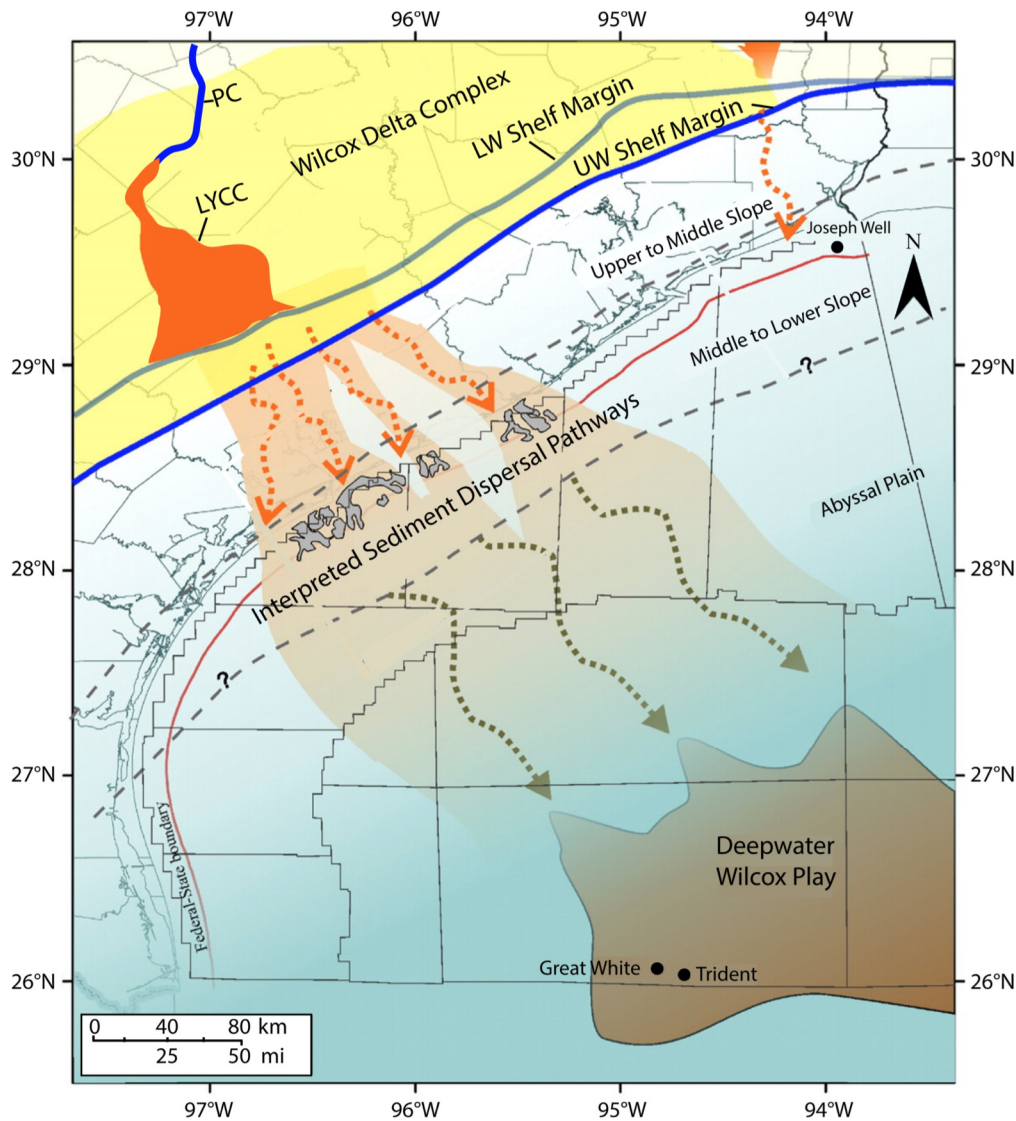 97°W
96°W
95°W
94°W
PC
Wilcox Delta Complex
LW Shelf Margin
UW Shelf Margin
30°N
30°N
LYCC
Upper to Middle Slope
Joseph Well
N
Middle to Lower Slope
29°N
29°N
?
Interpreted Sediment Dispersal Pathways
Abyssal Plain
28°N
28°N
?
27°N
27°N
Federal-State boundary
Deepwater
Wilcox Play
Great White
Trident
26°N
26°N
0 40 80 km
25 50 mi
97°W
96°W
95°W
94°W